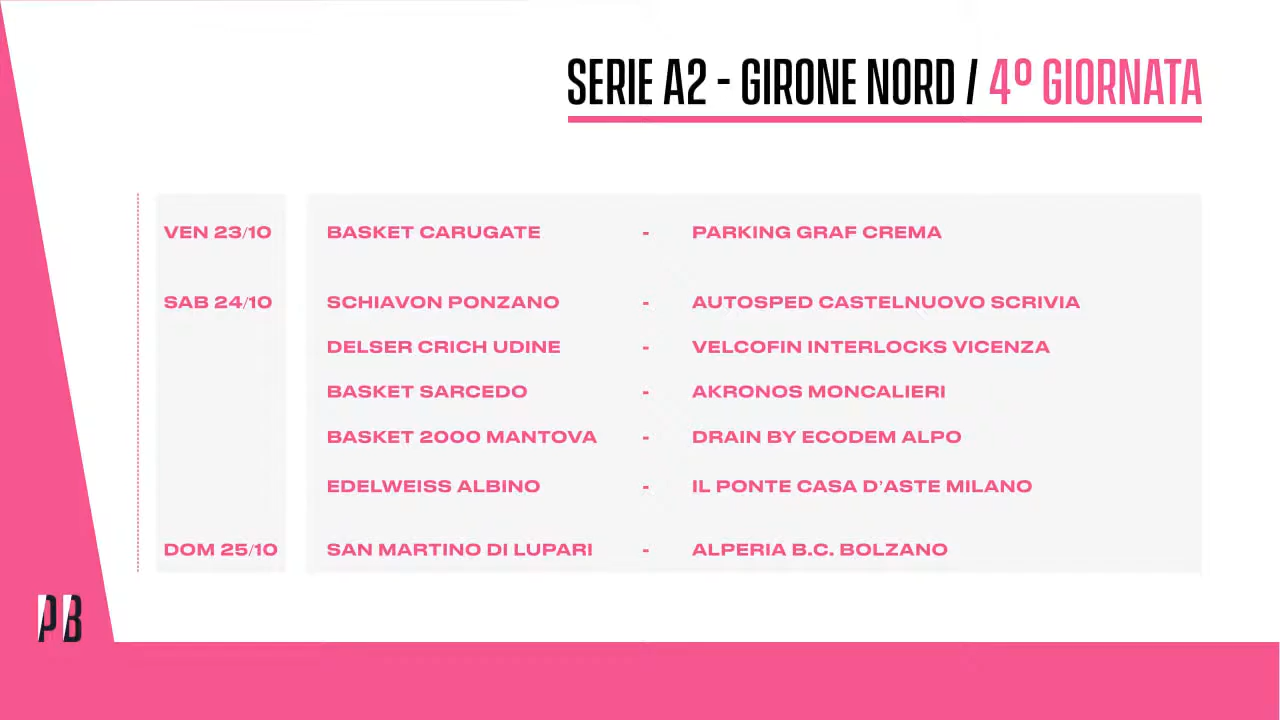 SERIE A2 - GIRONE NORD / 4º GIORNATA
VEN 23/10 BASKET CARUGATE - PARKING GRAF CREMA
SAB 24/10 SCHIAVON PONZANO - AUTOSPED CASTELNUOVO SCRIVIA
DELSER CRICH UDINE - VELCOFIN INTERLOCKS VICENZA
BASKET SARCEDO - AKRONOS MONCALIERI
BASKET 2000 MANTOVA - DRAIN BY ECODEM ALPO
EDELWEISS ALBINO - IL PONTE CASA D'ASTE MILANO
DOM 25/10 SAN MARTINO DI LUPARI - ALPERIA B.C. BOLZANO
PB